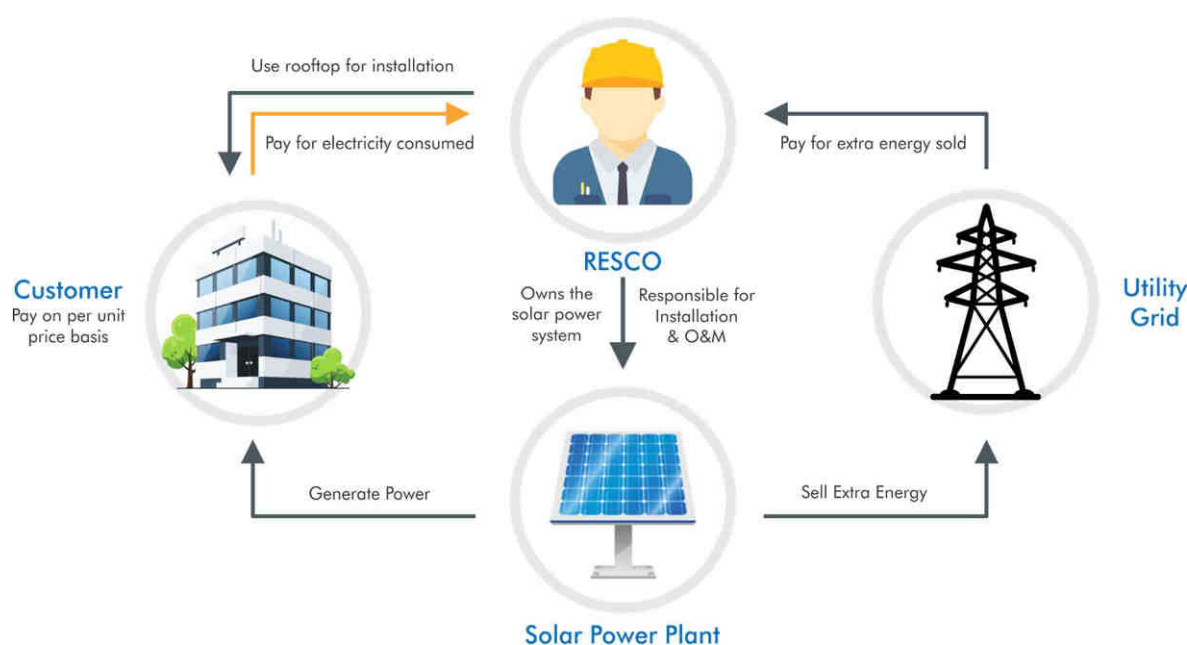 Use rooftop for installation
Pay for electricity consumed
Pay for extra energy sold
RESCO
Owns the
solar power
system
Responsible for
Installation
& O&M
Customer
Pay on per unit
price basis
Utility
Grid
Generate Power
Sell Extra Energy
Solar Power Plant